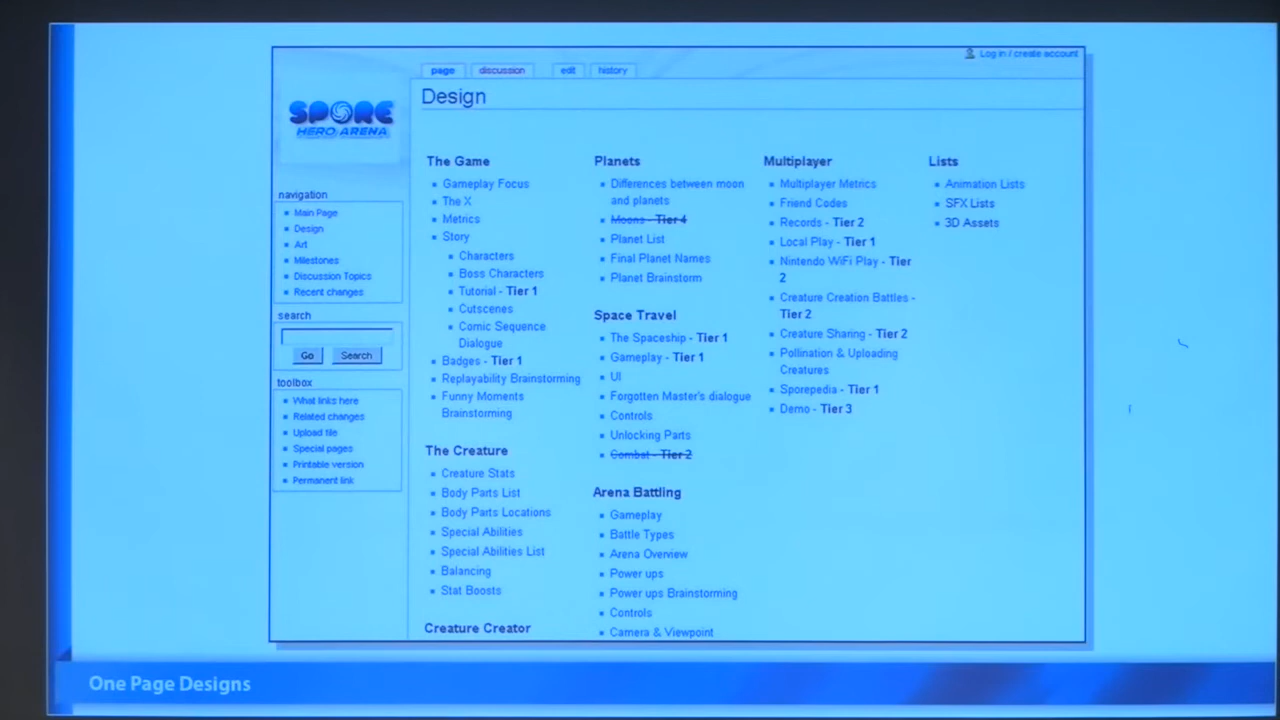 Log in / create account
page
discussion
edit
history
SPORE
HERO ARENA
Design
navigation
Main Page
Design
Art
Milestones
Discussion Topics
Recent changes
search
Go
Search
toolbox
What links here
Related changes
Upload file
Special pages
Printable version
Permanent link
The Game
Gameplay Focus
The X
Metrics
Story
Characters
Boss Characters
Tutorial - Tier 1
Cutscenes
Comic Sequence
Dialogue
Badges - Tier 1
Replayability Brainstorming
Funny Moments
Brainstorming
The Creature
Creature Stats
Body Parts List
Body Parts Locations
Special Abilities
Special Abilities List
Balancing
Stat Boosts
Creature Creator
Planets
Differences between moon
and planets
Moons - Tier 4
Planet List
Final Planet Names
Planet Brainstorm
Space Travel
The Spaceship - Tier 1
Gameplay - Tier 1
UI
Forgotten Master's dialogue
Controls
Unlocking Parts
Combat - Tier 2
Arena Battling
Gameplay
Battle Types
Arena Overview
Power ups
Power ups Brainstorming
Controls
Camera & Viewpoint
Multiplayer
Multiplayer Metrics
Friend Codes
Records - Tier 2
Local Play - Tier 1
Nintendo WiFi Play - Tier
2
Creature Creation Battles -
Tier 2
Creature Sharing - Tier 2
Pollination & Uploading
Creatures
Sporepedia - Tier 1
Demo - Tier 3
Lists
Animation Lists
SFX Lists
3D Assets
One Page Designs